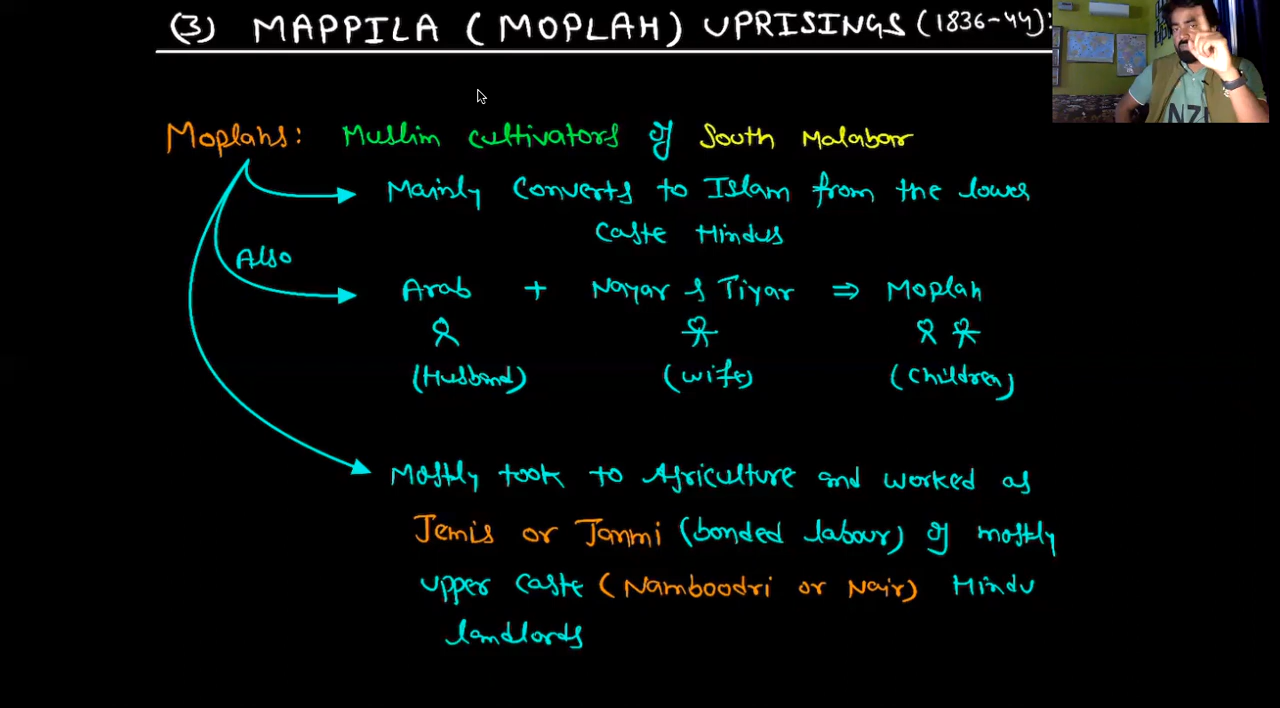 (3) MAPPILA (MOPLAH) UPRISINGS (1836-44):
Moplahs: Muslim cultivators of South Malabar
Mainly Converts to Islam from the lower
Caste Hindus
Also
Arab + Nayar & Tiyar ⇒ Moplah
(Husband) (wife) (Children)
Mostly took to Agriculture and worked as
Jemis or Janmi (bonded labour) of mostly
upper caste (Namboodri or Nair) Hindu
landlords
NZ